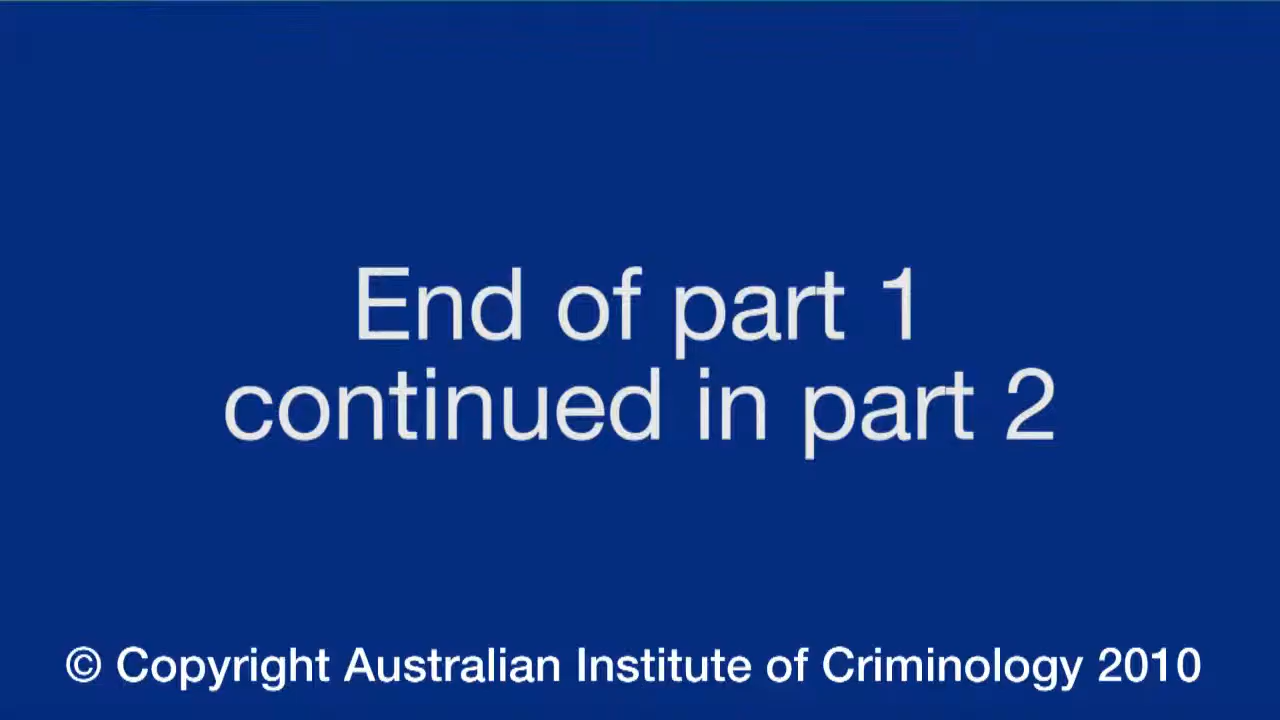 End of part 1
continued in part 2
© Copyright Australian Institute of Criminology 2010